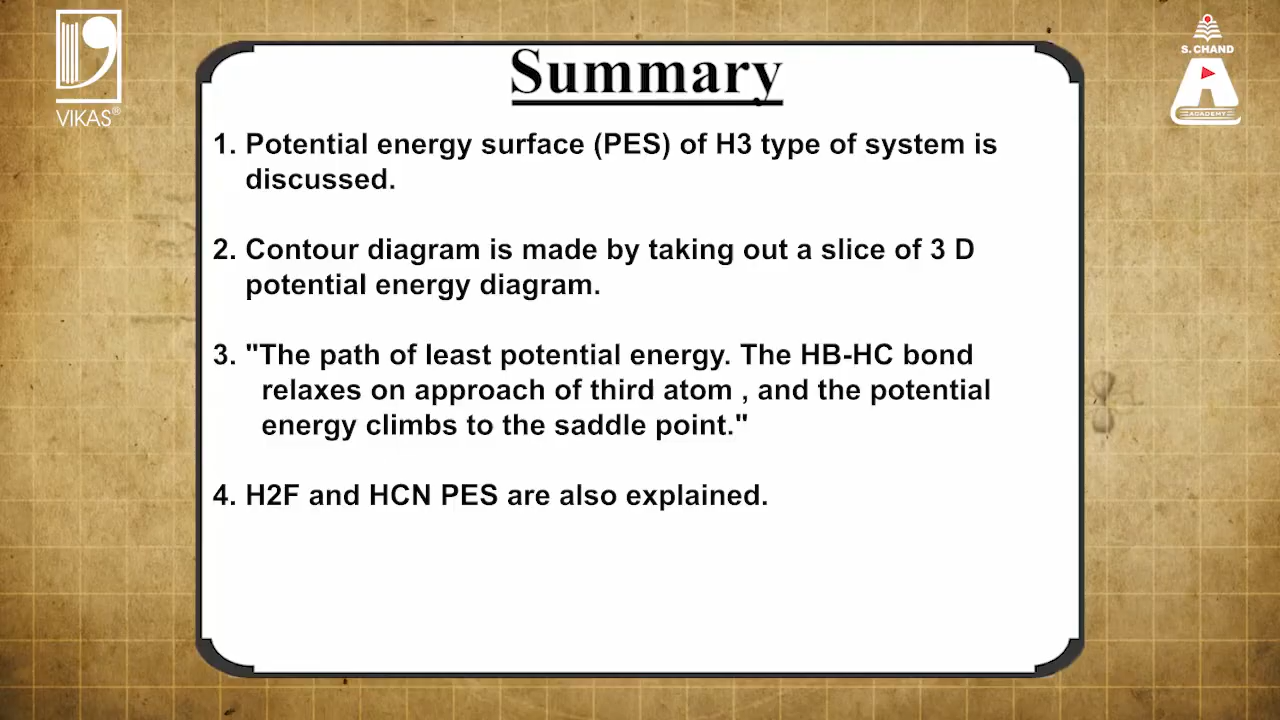 VIKAS®
S. CHAND
ACADEMY
Summary
1. Potential energy surface (PES) of H3 type of system is
discussed.
2. Contour diagram is made by taking out a slice of 3 D
potential energy diagram.
3. "The path of least potential energy. The HB-HC bond
relaxes on approach of third atom , and the potential
energy climbs to the saddle point."
4. H2F and HCN PES are also explained.